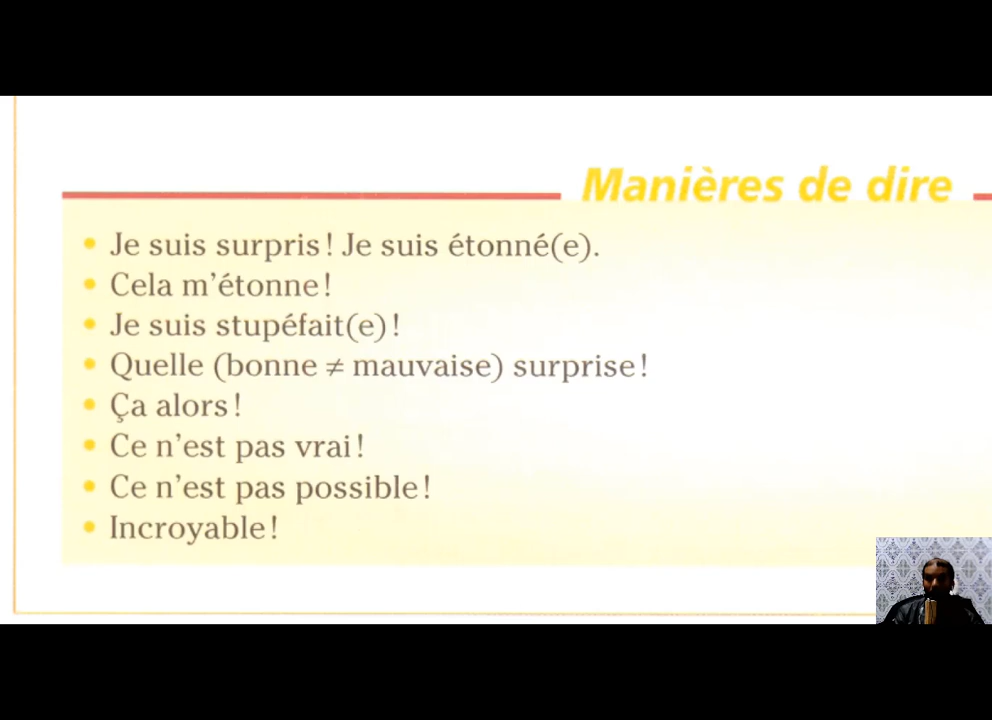 Manières de dire
• Je suis surpris! Je suis étonné(e).
• Cela m'étonne!
• Je suis stupéfait(e)!
• Quelle (bonne ≠ mauvaise) surprise!
• Ça alors!
• Ce n'est pas vrai!
• Ce n'est pas possible!
• Incroyable!